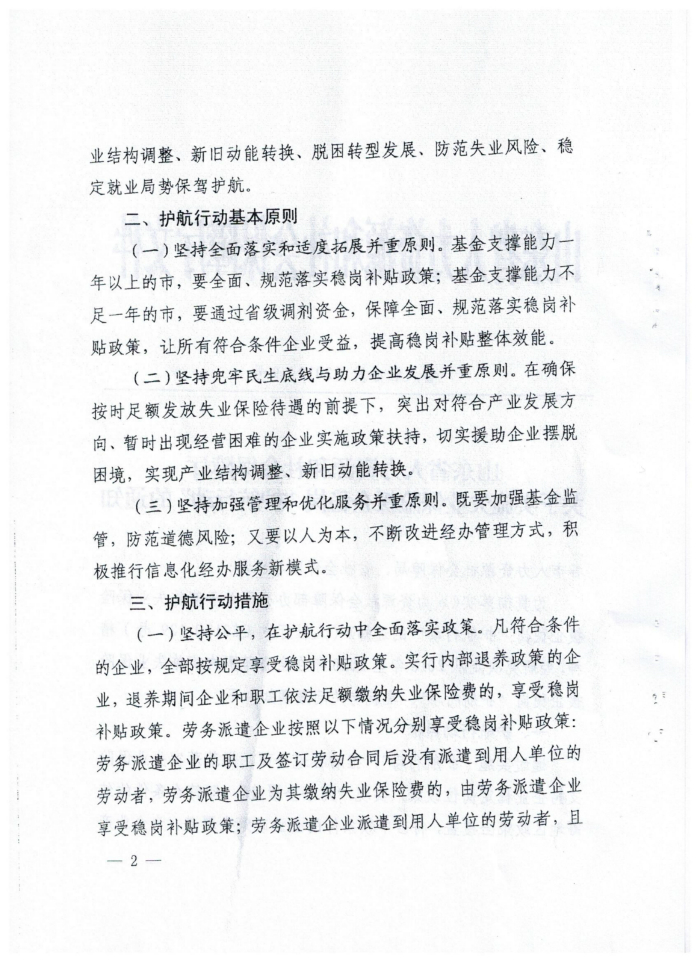 业结构调整、新旧动能转换、脱困转型发展、防范失业风险、稳
定就业局势保驾护航。
二、护航行动基本原则
(一)坚持全面落实和适度拓展并重原则。基金支撑能力一
年以上的市，要全面、规范落实稳岗补贴政策；基金支撑能力不
足一年的市，要通过省级调剂资金，保障全面、规范落实稳岗补
贴政策，让所有符合条件企业受益，提高稳岗补贴整体效能。
(二)坚持兜牢民生底线与助力企业发展并重原则。在确保
按时足额发放失业保险待遇的前提下，突出对符合产业发展方
向、暂时出现经营困难的企业实施政策扶持，切实援助企业摆脱
困境，实现产业结构调整、新旧动能转换。
(三)坚持加强管理和优化服务并重原则。既要加强基金监
管，防范道德风险；又要以人为本，不断改进经办管理方式，积
极推行信息化经办服务新模式。
三、护航行动措施
(一)坚持公平，在护航行动中全面落实政策。凡符合条件
的企业，全部按规定享受稳岗补贴政策。实行内部退养政策的企
业，退养期间企业和职工依法足额缴纳失业保险费的，享受稳岗
补贴政策。劳务派遣企业按照以下情况分别享受稳岗补贴政策：
劳务派遣企业的职工及签订劳动合同后没有派遣到用人单位的
劳动者，劳务派遣企业为其缴纳失业保险费的，由劳务派遣企业
享受稳岗补贴政策；劳务派遣企业派遣到用人单位的劳动者，且
— 2 —